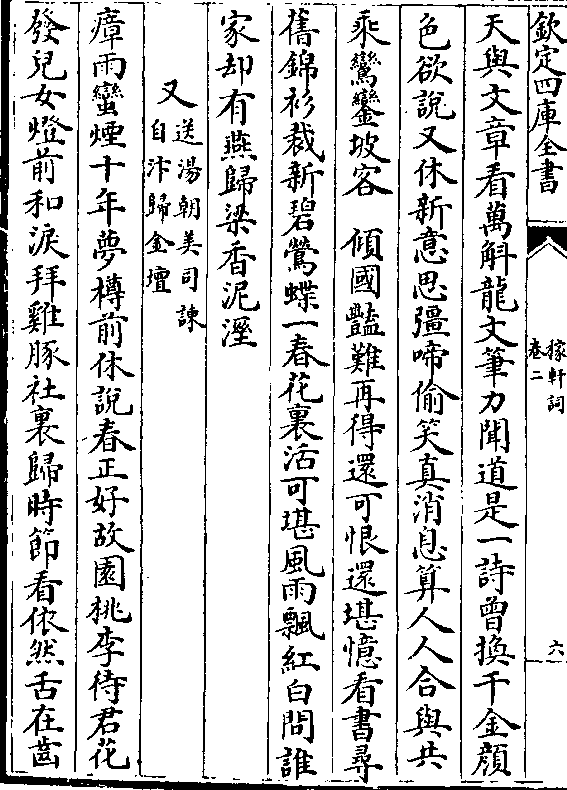 欽定四庫全書
稼軒詞
卷二
六
天與文章看萬斛龍文筆力聞道是一詩曾換千金顔
色欲說又休新意思彊啼偷笑真消息算人人合與共
乘鸞鑾坡客　傾國豔難再得還可恨還堪憶看書尋
舊錦衫裁新碧鶯蝶一春花裏活可堪風雨飄紅白問誰
家却有燕歸梁香泥溼
又送湯朝美司諫
自汴歸金壇
瘴雨蠻煙十年夢樽前休說春正好故園桃李待君花
發兒女燈前和淚拜雞豚社裏歸時節看依然舌在齒